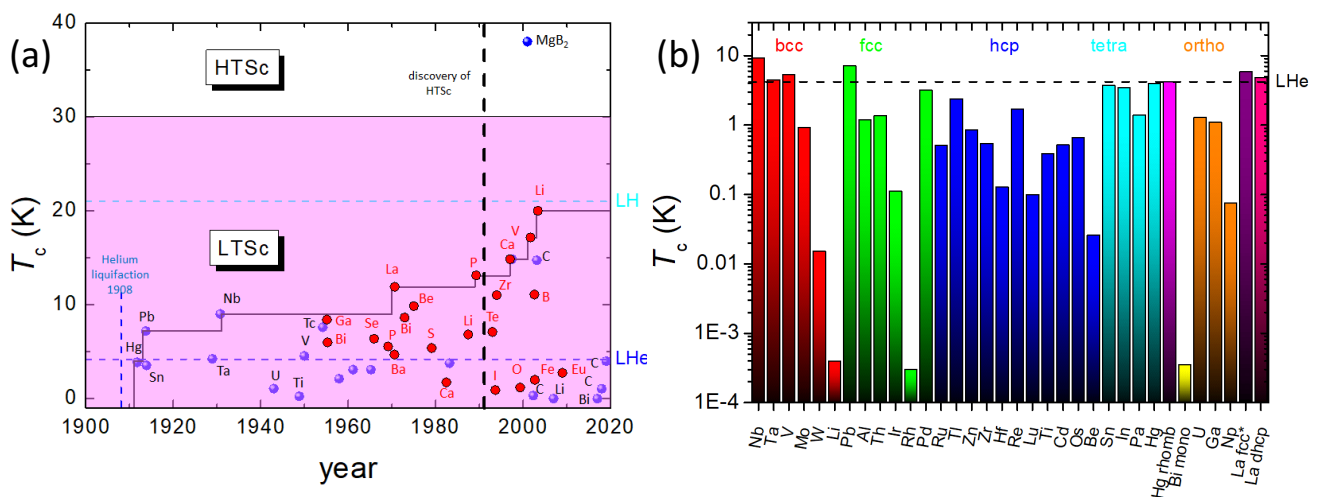 (a)
40
30
20
10
0
T_c (K)
HTSc
MgB2
discovery of
HTSc
LTSc
Helium
liquifaction
1908
LH
LHe
Hg
Pb
Sn
Nb
Ta
U
Ti
V
Tc
Ga
Bi
Se
P
Ba
La
Bi
Be
S
Ca
Li
P
Te
Zr
Ca
V
Li
C
B
I
O
Fe
C
Li
Eu
C
C
Bi
1900 1920 1940 1960 1980 2000 2020
year
(b)
bcc fcc hcp tetra ortho
LHe
10
1
0.1
0.01
1E-3
1E-4
T_c (K)
Nb
Ta
V
Mo
W
Li
Pb
Al
Th
Ir
Rh
Pd
Ru
Tl
Zn
Zr
Hf
Re
Lu
Ti
Cd
Os
Be
Sn
In
Pa
Hg
Hg rhomb
Bi mono
U
Ga
Np
La fcc*
La dhcp